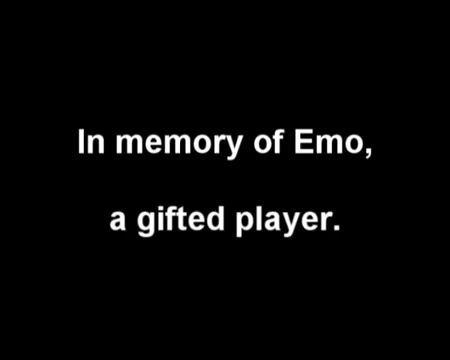 In memory of Emo,
a gifted player.